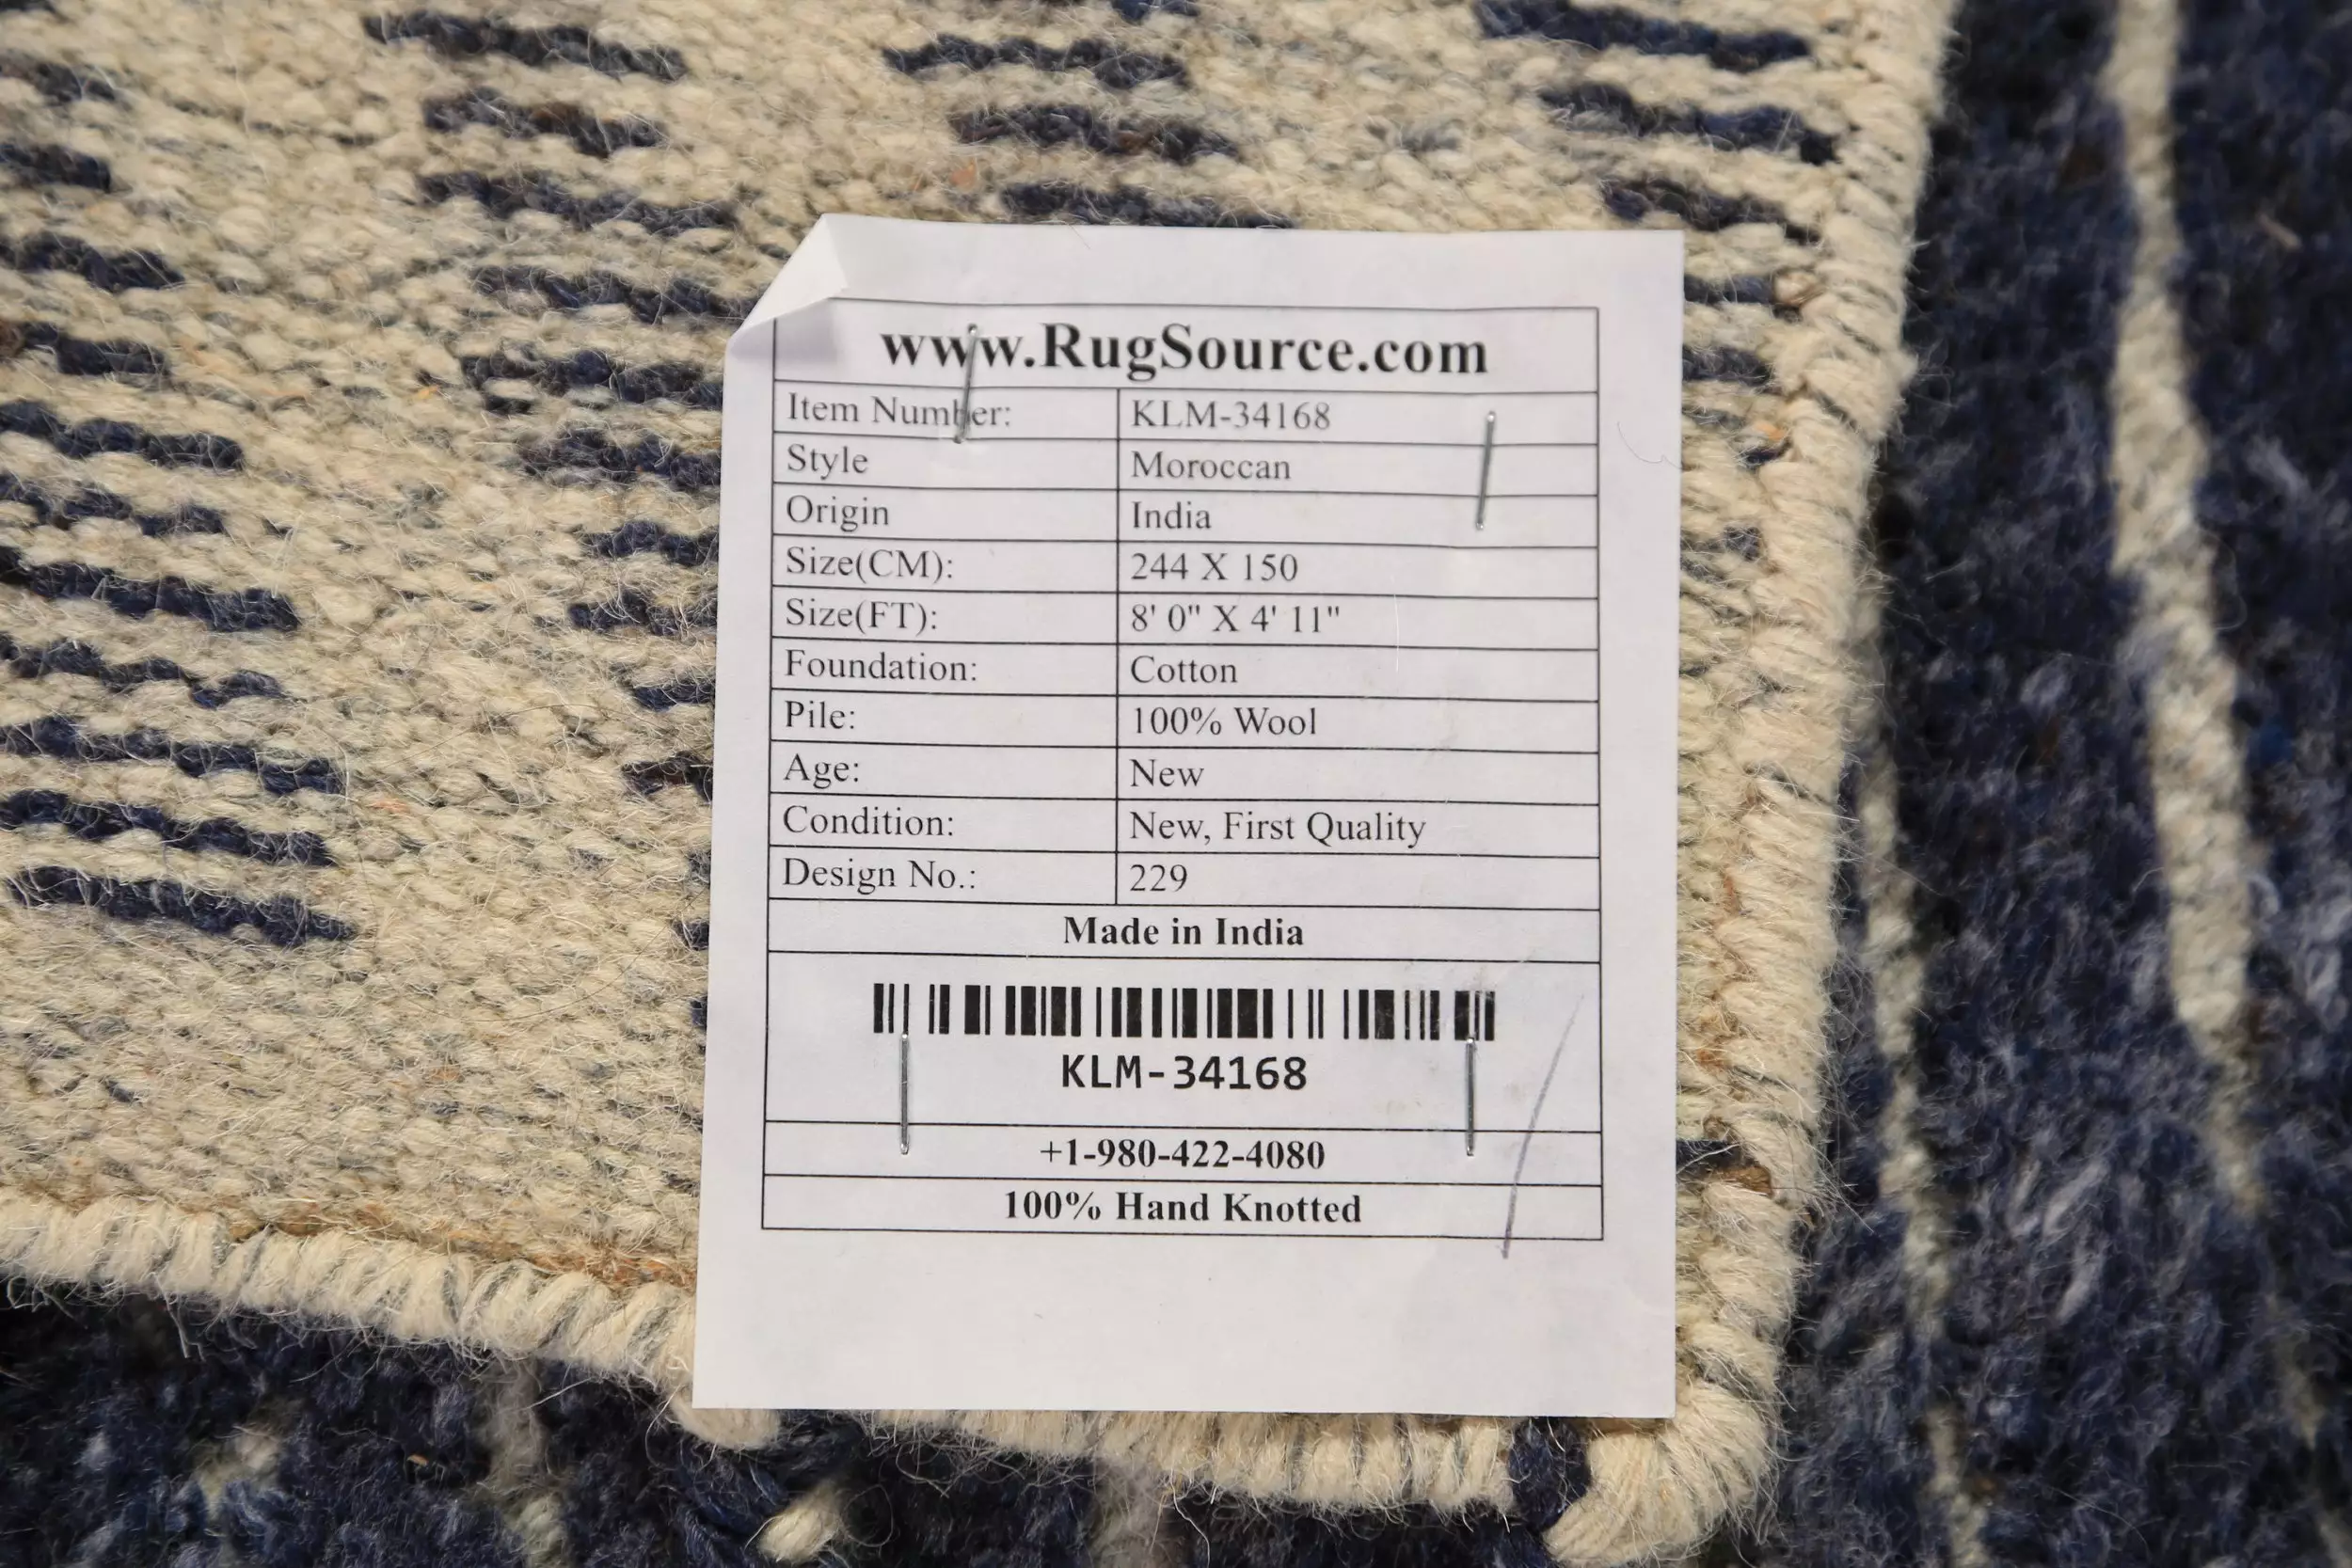 www.RugSource.com
Item Number: KLM-34168
Style Moroccan
Origin India
Size(CM): 244 X 150
Size(FT): 8' 0" X 4' 11"
Foundation: Cotton
Pile: 100% Wool
Age: New
Condition: New, First Quality
Design No.: 229
Made in India
KLM-34168
+1-980-422-4080
100% Hand Knotted